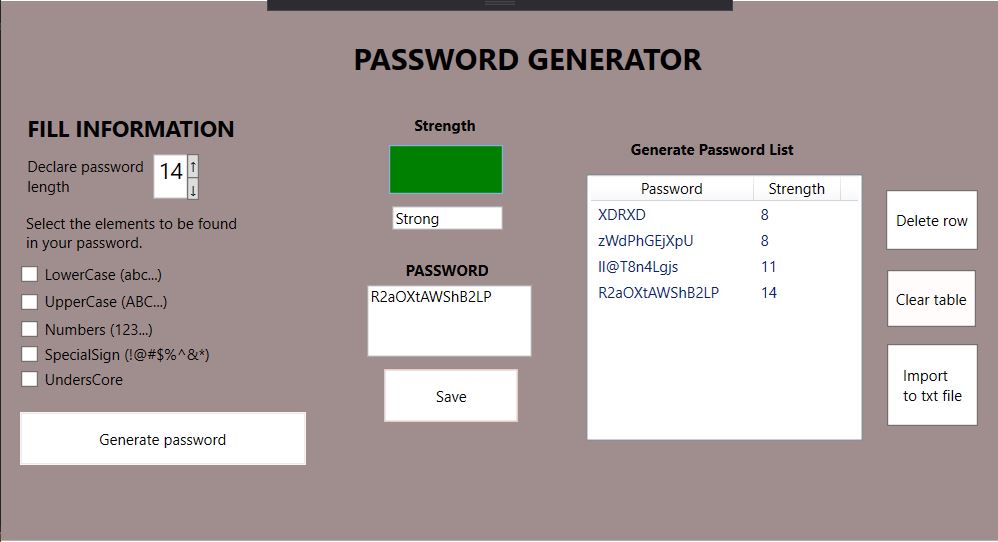 PASSWORD GENERATOR
FILL INFORMATION
Declare password
length
14
↑
↓
Select the elements to be found
in your password.
LowerCase (abc...)
UpperCase (ABC...)
Numbers (123...)
SpecialSign (!@#$%^&*)
UndersCore
Generate password
Strength
Strong
PASSWORD
R2aOXtAWShB2LP
Save
Generate Password List
Password Strength
XDRXD 8
zWdPhGEjXpU 8
II@T8n4Lgjs 11
R2aOXtAWShB2LP 14
Delete row
Clear table
Import
to txt file